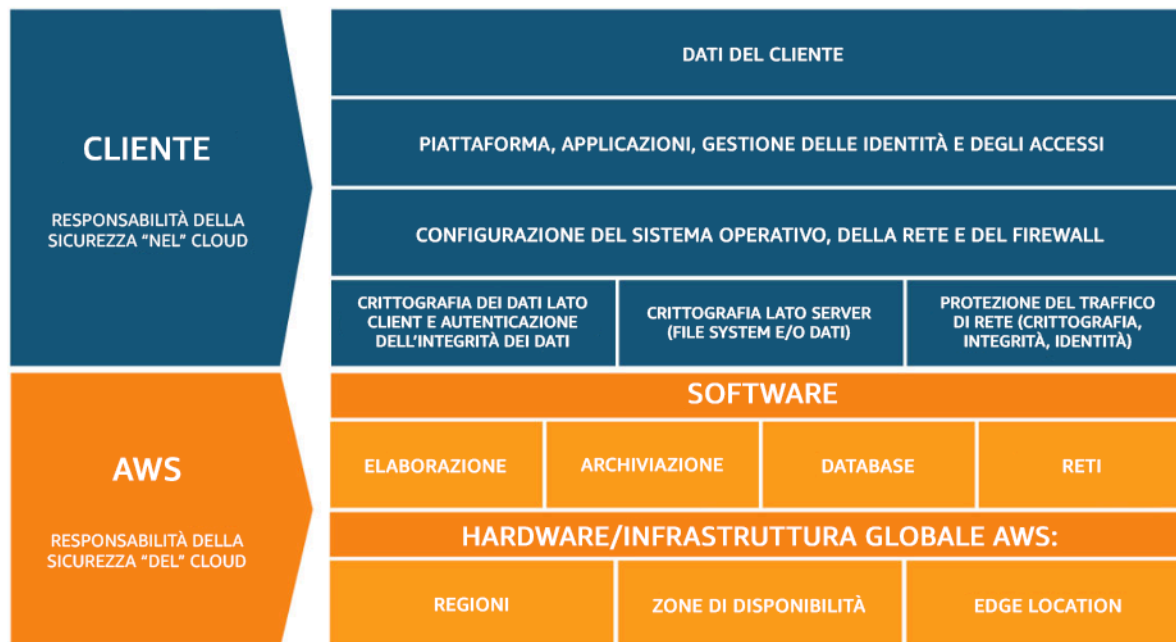 DATI DEL CLIENTE
PIATTAFORMA, APPLICAZIONI, GESTIONE DELLE IDENTITÀ E DEGLI ACCESSI
CLIENTE
RESPONSABILITÀ DELLA
SICUREZZA “NEL” CLOUD
CONFIGURAZIONE DEL SISTEMA OPERATIVO, DELLA RETE E DEL FIREWALL
CRITTOGRAFIA DEI DATI LATO
CLIENT E AUTENTICAZIONE
DELL’INTEGRITÀ DEI DATI
CRITTOGRAFIA LATO SERVER
(FILE SYSTEM E/O DATI)
PROTEZIONE DEL TRAFFICO
DI RETE (CRITTOGRAFIA,
INTEGRITÀ, IDENTITÀ)
AWS
RESPONSABILITÀ DELLA
SICUREZZA “DEL” CLOUD
SOFTWARE
ELABORAZIONE
ARCHIVIAZIONE
DATABASE
RETI
HARDWARE/INFRASTRUTTURA GLOBALE AWS:
REGIONI
ZONE DI DISPONIBILITÀ
EDGE LOCATION